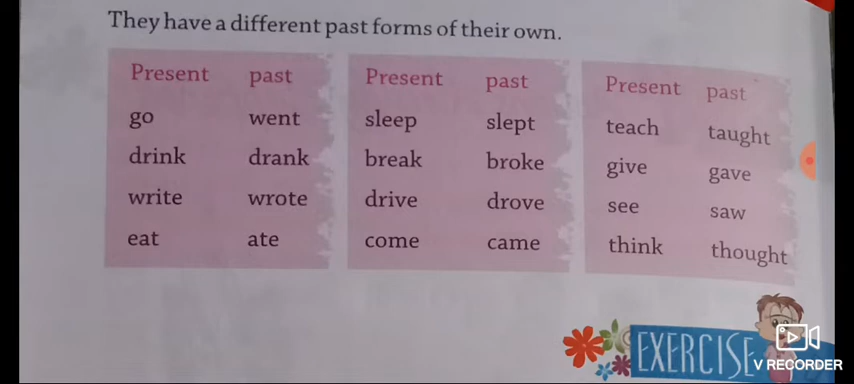 They have a different past forms of their own.
Present past Present past Present past
go went sleep slept teach taught
drink drank break broke give gave
write wrote drive drove see saw
eat ate come came think thought
EXERCISE
V RECORDER